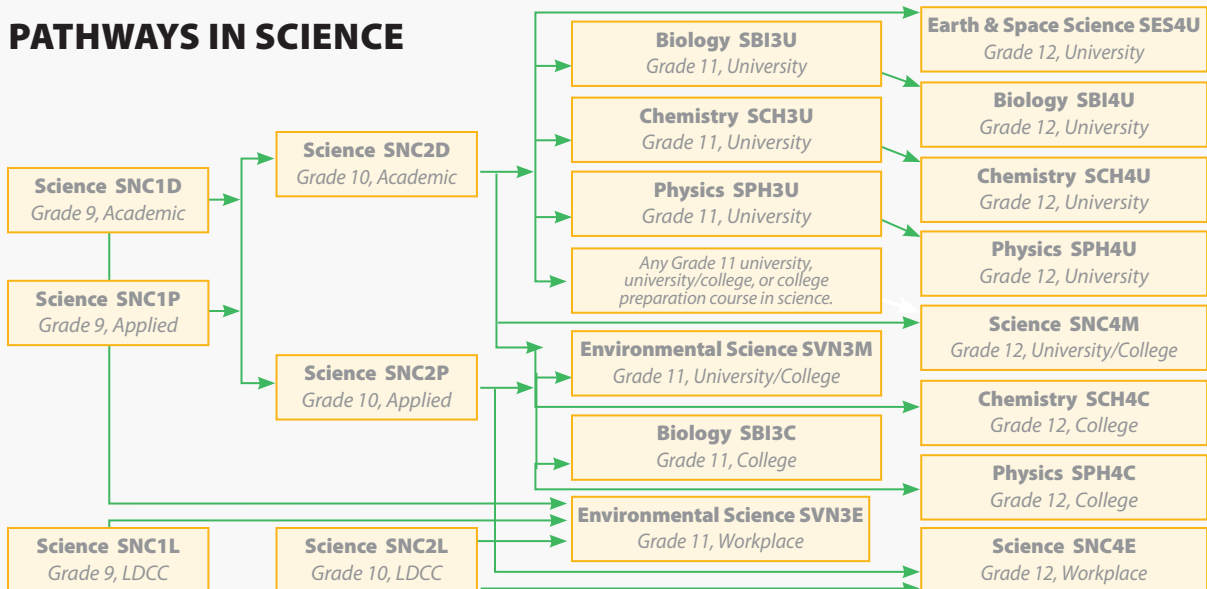 PATHWAYS IN SCIENCE
Science SNC1D
Grade 9, Academic
Science SNC1P
Grade 9, Applied
Science SNC1L
Grade 9, LDCC
Science SNC2D
Grade 10, Academic
Science SNC2P
Grade 10, Applied
Science SNC2L
Grade 10, LDCC
Biology SBI3U
Grade 11, University
Chemistry SCH3U
Grade 11, University
Physics SPH3U
Grade 11, University
Any Grade 11 university,
university/college, or college
preparation course in science.
Environmental Science SVN3M
Grade 11, University/College
Biology SBI3C
Grade 11, College
Environmental Science SVN3E
Grade 11, Workplace
Earth & Space Science SES4U
Grade 12, University
Biology SBI4U
Grade 12, University
Chemistry SCH4U
Grade 12, University
Physics SPH4U
Grade 12, University
Science SNC4M
Grade 12, University/College
Chemistry SCH4C
Grade 12, College
Physics SPH4C
Grade 12, College
Science SNC4E
Grade 12, Workplace